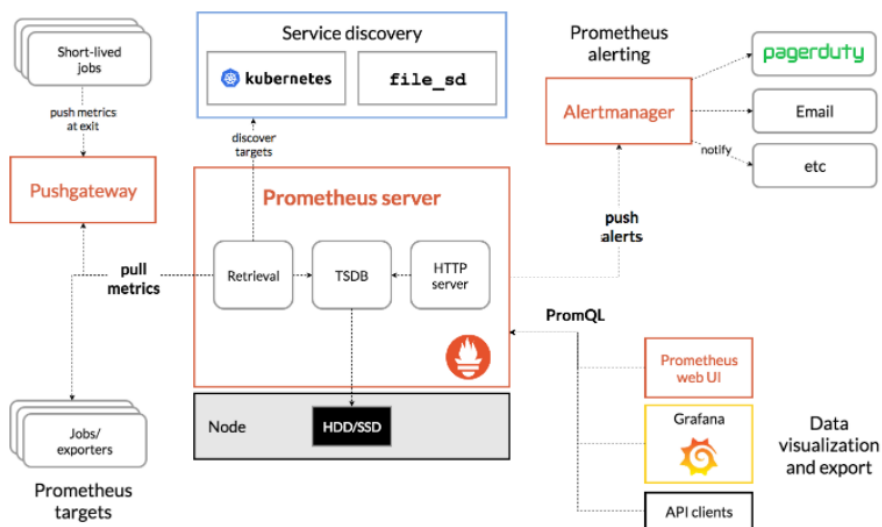 Short-lived
jobs
push metrics
at exit
Pushgateway
pull
metrics
Jobs/
exporters
Prometheus
targets
Service discovery
kubernetes
file_sd
discover
targets
Prometheus server
Retrieval
TSDB
HTTP
server
Node
HDD/SSD
Prometheus
alerting
Alertmanager
pagerduty
Email
etc
notify
push
alerts
PromQL
Prometheus
web UI
Grafana
API clients
Data
visualization
and export